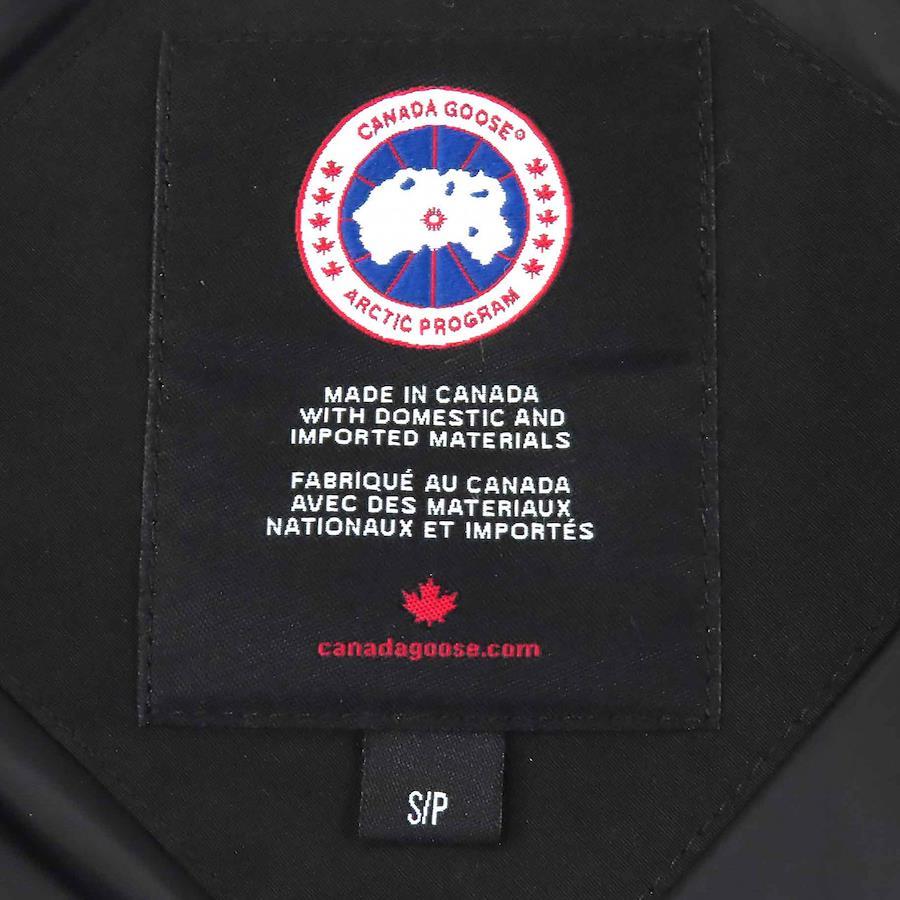 CANADA GOOSE®
ARCTIC PROGRAM
MADE IN CANADA
WITH DOMESTIC AND
IMPORTED MATERIALS
FABRIQUÉ AU CANADA
AVEC DES MATERIAUX
NATIONAUX ET IMPORTÉS
canadagoose.com
S/P